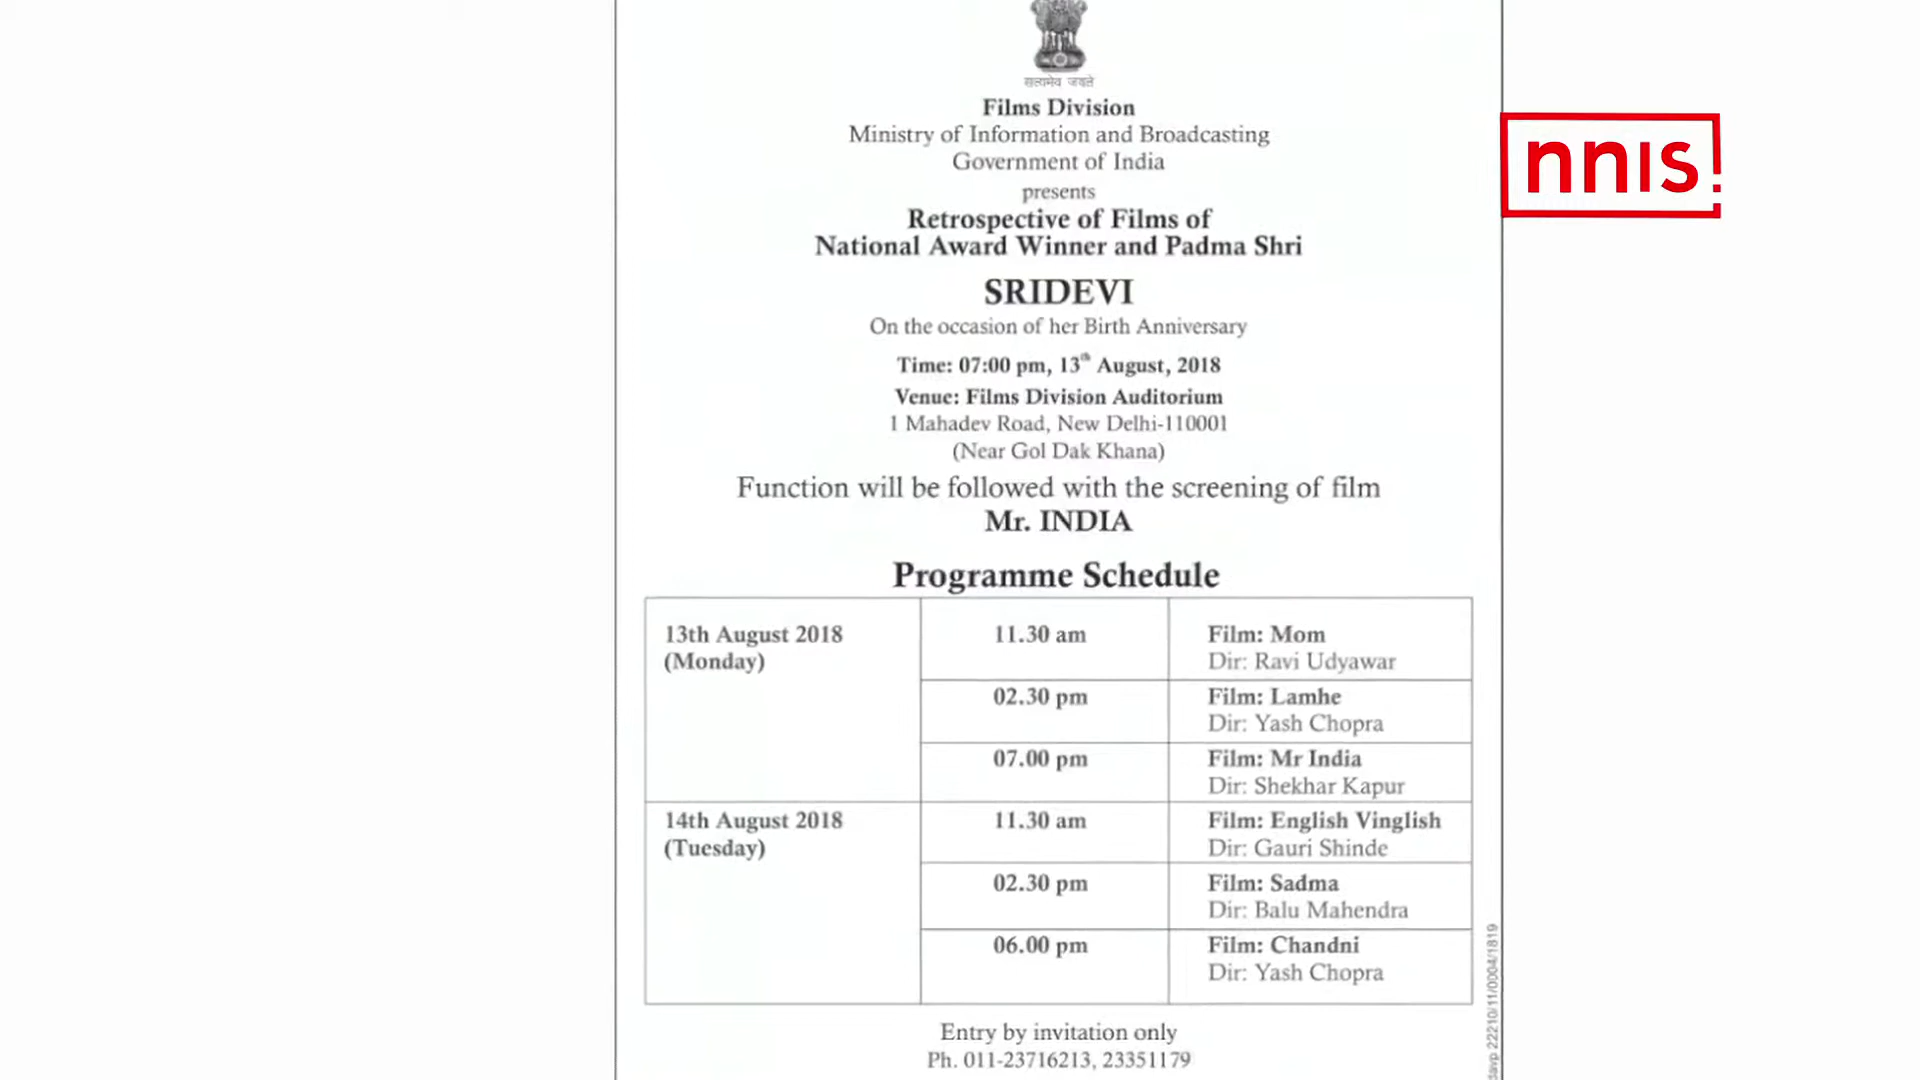 सत्यमेव जयते
Films Division
Ministry of Information and Broadcasting
Government of India
presents
Retrospective of Films of
National Award Winner and Padma Shri
SRIDEVI
On the occasion of her Birth Anniversary
Time: 07:00 pm, 13th August, 2018
Venue: Films Division Auditorium
1 Mahadev Road, New Delhi-110001
(Near Gol Dak Khana)
Function will be followed with the screening of film
Mr. INDIA
Programme Schedule
13th August 2018
(Monday)
11.30 am
Film: Mom
Dir: Ravi Udyawar
02.30 pm
Film: Lamhe
Dir: Yash Chopra
07.00 pm
Film: Mr India
Dir: Shekhar Kapur
14th August 2018
(Tuesday)
11.30 am
Film: English Vinglish
Dir: Gauri Shinde
02.30 pm
Film: Sadma
Dir: Balu Mahendra
06.00 pm
Film: Chandni
Dir: Yash Chopra
Entry by invitation only
Ph. 011-23716213, 23351179
davp 22210/11/0004/1819
nnis!